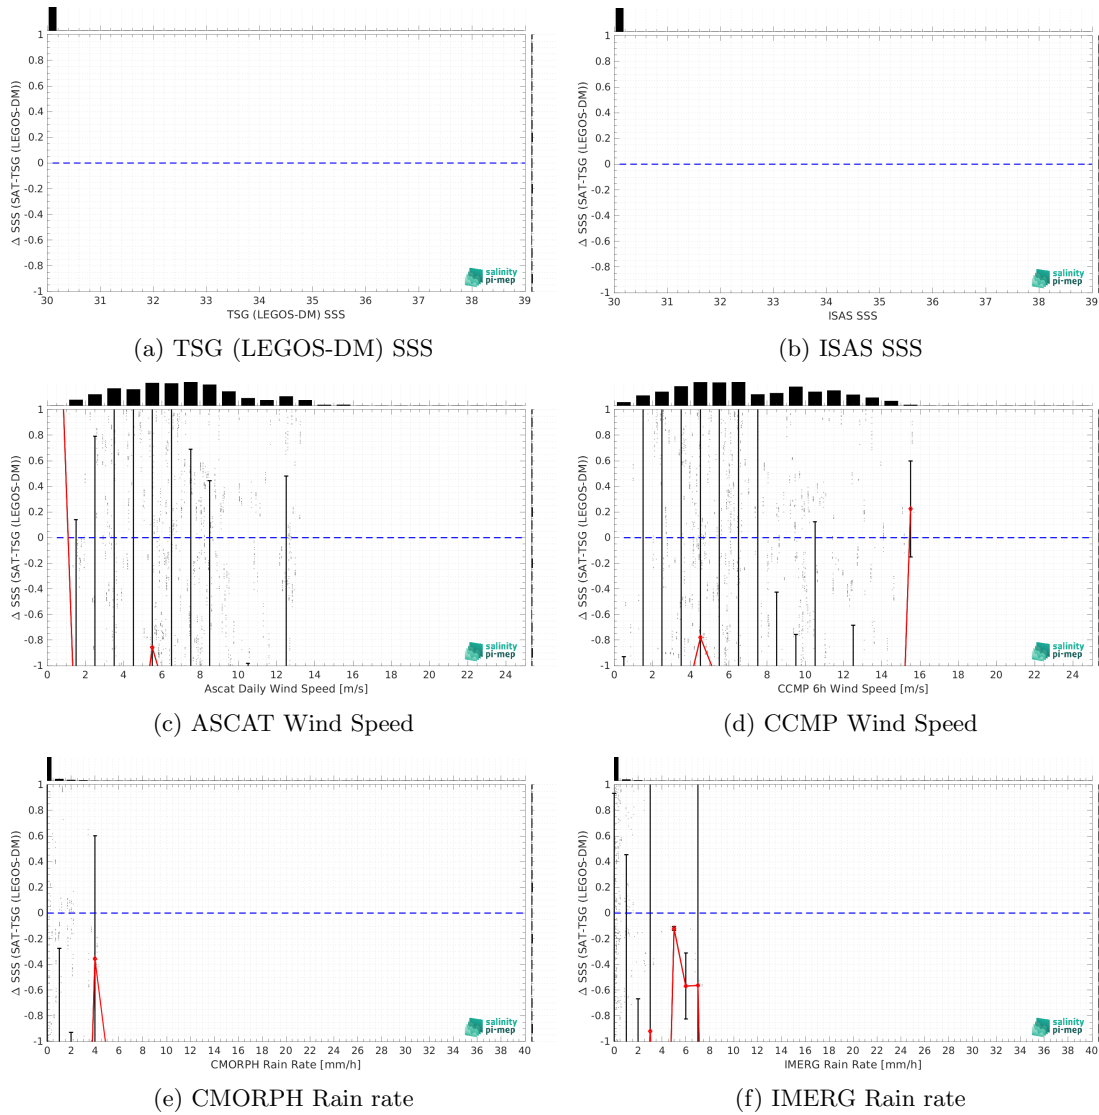 1
0.8
0.6
0.4
0.2
0
-0.2
-0.4
-0.6
-0.8
-1
Δ SSS (SAT-TSG (LEGOS-DM))
30 31 32 33 34 35 36 37 38 39
TSG (LEGOS-DM) SSS
salinity
pi-mep
(a) TSG (LEGOS-DM) SSS
1
0.8
0.6
0.4
0.2
0
-0.2
-0.4
-0.6
-0.8
-1
Δ SSS (SAT-TSG (LEGOS-DM))
30 31 32 33 34 35 36 37 38 39
ISAS SSS
salinity
pi-mep
(b) ISAS SSS
1
0.8
0.6
0.4
0.2
0
-0.2
-0.4
-0.6
-0.8
-1
Δ SSS (SAT-TSG (LEGOS-DM))
0 2 4 6 8 10 12 14 16 18 20 22 24
Ascat Daily Wind Speed [m/s]
salinity
pi-mep
(c) ASCAT Wind Speed
1
0.8
0.6
0.4
0.2
0
-0.2
-0.4
-0.6
-0.8
-1
Δ SSS (SAT-TSG (LEGOS-DM))
0 2 4 6 8 10 12 14 16 18 20 22 24
CCMP 6h Wind Speed [m/s]
salinity
pi-mep
(d) CCMP Wind Speed
1
0.8
0.6
0.4
0.2
0
-0.2
-0.4
-0.6
-0.8
-1
Δ SSS (SAT-TSG (LEGOS-DM))
0 2 4 6 8 10 12 14 16 18 20 22 24 26 28 30 32 34 36 38 40
CMORPH Rain Rate [mm/h]
salinity
pi-mep
(e) CMORPH Rain rate
1
0.8
0.6
0.4
0.2
0
-0.2
-0.4
-0.6
-0.8
-1
Δ SSS (SAT-TSG (LEGOS-DM))
0 2 4 6 8 10 12 14 16 18 20 22 24 26 28 30 32 34 36 38 40
IMERG Rain Rate [mm/h]
salinity
pi-mep
(f) IMERG Rain rate